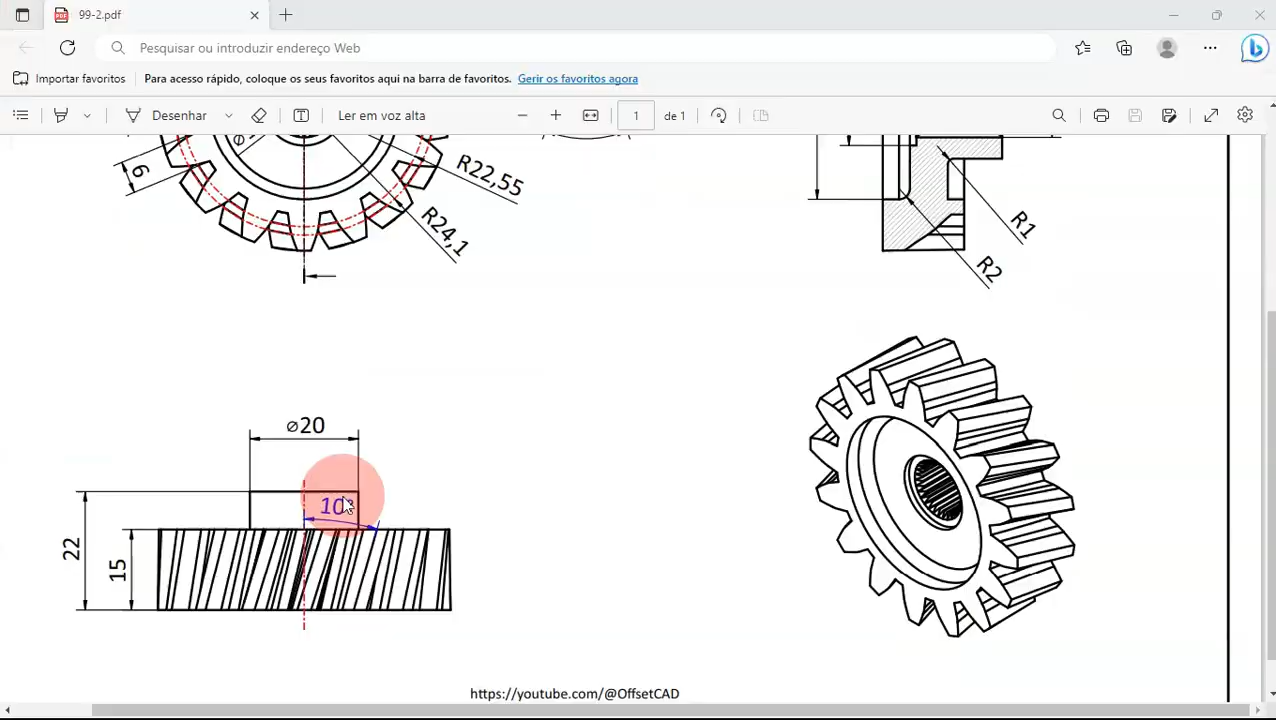 99-2.pdf
Pesquisar ou introduzir endereço Web
Importar favoritos
Para acesso rápido, coloque os seus favoritos aqui na barra de favoritos. Gerir os favoritos agora
Desenhar
Ler em voz alta
1 de 1
6
⌀
R22,55
R24,1
R1
R2
⌀20
10°
22
15
https://youtube.com/@OffsetCAD